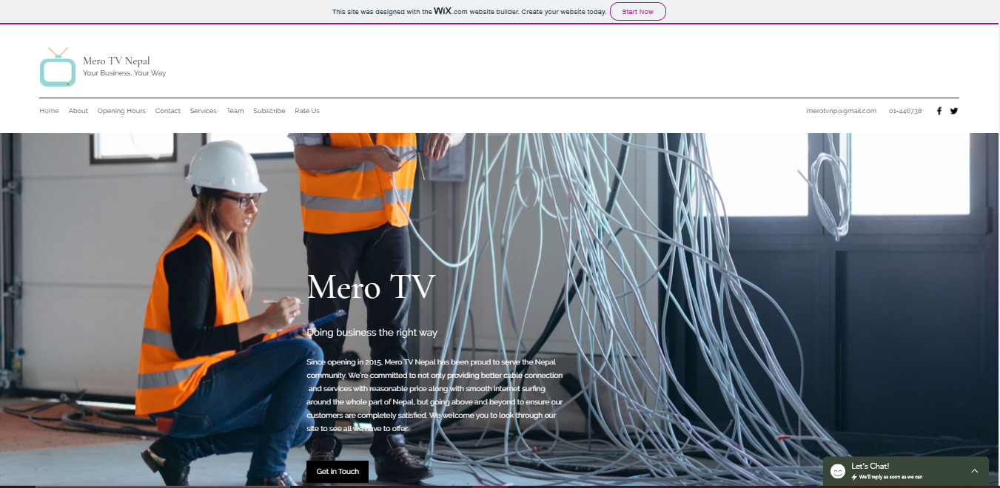 This site was designed with the WiX.com website builder. Create your website today. Start Now
Mero TV Nepal
Your Business, Your Way
Home About Opening Hours Contact Services Team Subscribe Rate Us merotvnp@gmail.com 01-446738
Mero TV
Doing business the right way
Since opening in 2015, Mero TV Nepal has been proud to serve the Nepal
community. We're committed to not only providing better cable connection
and services with reasonable price along with smooth internet surfing
around the whole part of Nepal, but going above and beyond to ensure our
customers are completely satisfied. We welcome you to look through our
site to see all we have to offer.
Get in Touch
Let's Chat!
We'll reply as soon as we can